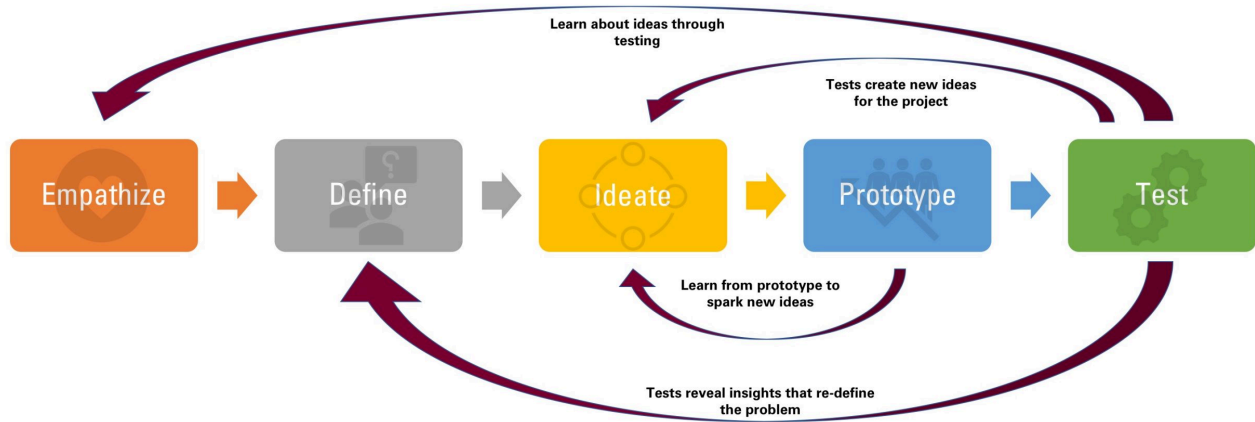 Learn about ideas through
testing
Tests create new ideas
for the project
Empathize
Define
?
Ideate
Prototype
Test
Learn from prototype to
spark new ideas
Tests reveal insights that re-define
the problem